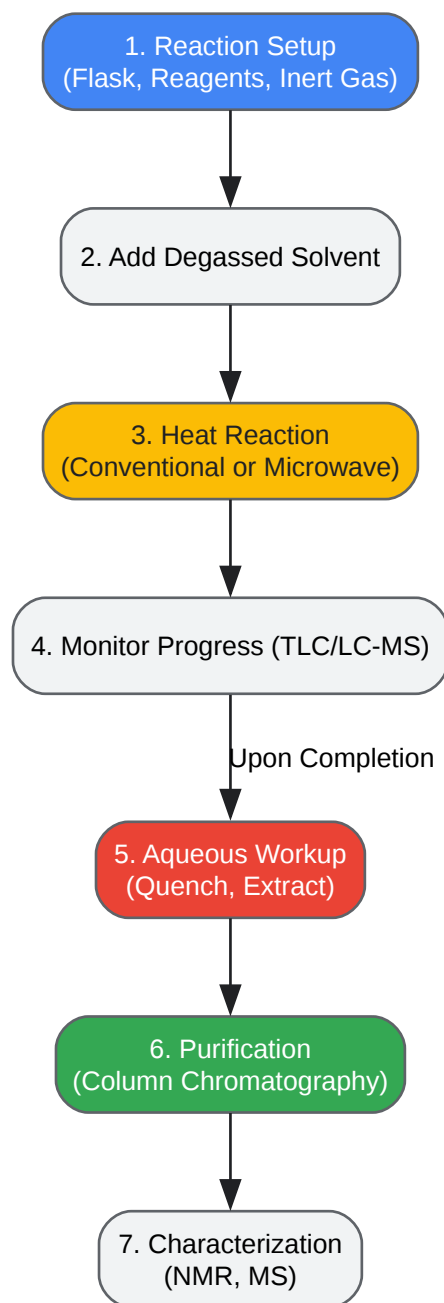 1. Reaction Setup
(Flask, Reagents, Inert Gas)
2. Add Degassed Solvent
3. Heat Reaction
(Conventional or Microwave)
4. Monitor Progress (TLC/LC-MS)
Upon Completion
5. Aqueous Workup
(Quench, Extract)
6. Purification
(Column Chromatography)
7. Characterization
(NMR, MS)